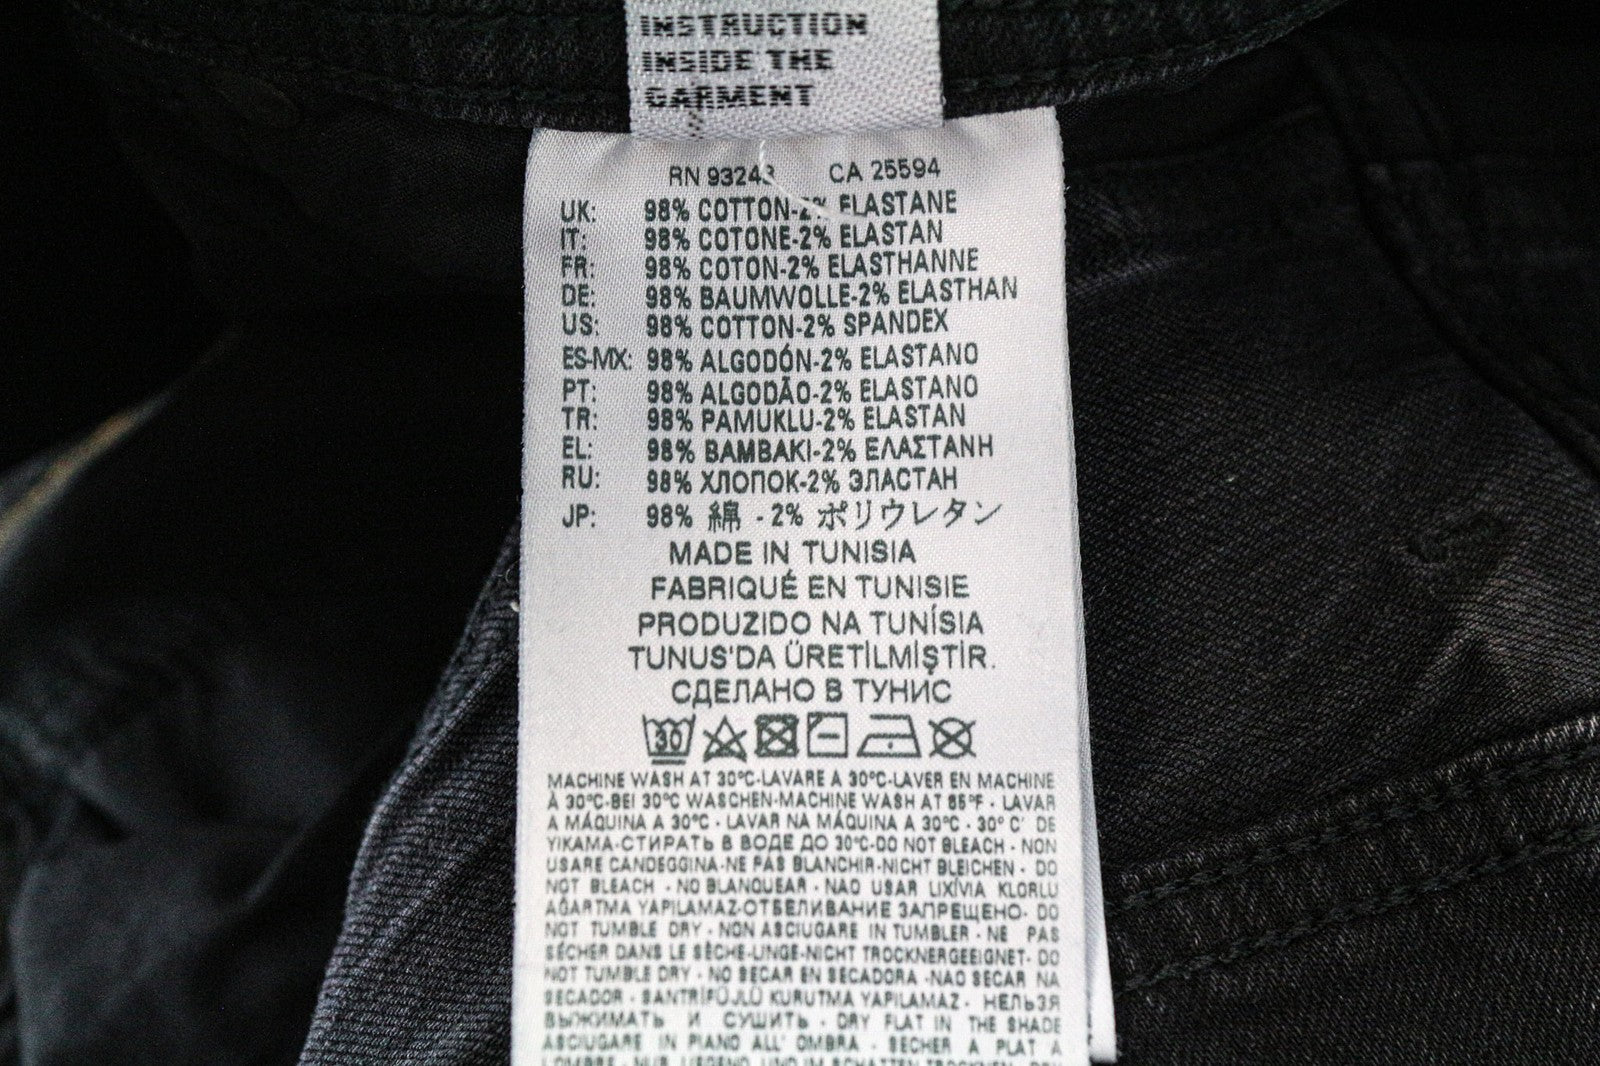 INSTRUCTION
INSIDE THE
GARMENT
RN 93243 CA 25594
UK: 98% COTTON-2% ELASTANE
IT: 98% COTONE-2% ELASTAN
FR: 98% COTON-2% ELASTHANNE
DE: 98% BAUMWOLLE-2% ELASTHAN
US: 98% COTTON-2% SPANDEX
ES-MX: 98% ALGODÓN-2% ELASTANO
PT: 98% ALGODÃO-2% ELASTANO
TR: 98% PAMUKLU-2% ELASTAN
EL: 98% BAMBAKI-2% ΕΛΑΣΤΑΝΗ
RU: 98% ХЛОПОК-2% ЭЛАСТАН
JP: 98% 綿 - 2% ポリウレタン
MADE IN TUNISIA
FABRIQUÉ EN TUNISIE
PRODUZIDO NA TUNÍSIA
TUNUS'DA ÜRETİLMİŞTİR.
СДЕЛАНО В ТУНИС
30
MACHINE WASH AT 30°C-LAVARE A 30°C-LAVER EN MACHINE
À 30°C-BEI 30°C WASCHEN-MACHINE WASH AT 85°F - LAVAR
A MÁQUINA A 30°C - LAVAR NA MÁQUINA A 30°C - 30° C' DE
YIKAMA-СТИРАТЬ В ВОДЕ ДО 30°C-DO NOT BLEACH - NON
USARE CANDEGGINA-NE PAS BLANCHIR-NICHT BLEICHEN - DO
NOT BLEACH - NO BLANQUEAR - NAO USAR LIXÍVIA KLORLU
AĞARTMA YAPILAMAZ-ОТБЕЛИВАНИЕ ЗАПРЕЩЕНО- DO
NOT TUMBLE DRY - NON ASCIUGARE IN TUMBLER - NE PAS
SÉCHER DANS LE SÈCHE-LINGE-NICHT TROCKNERGEEIGNET- DO
NOT TUMBLE DRY - NO SECAR EN SECADORA -NAO SECAR NA
SECADOR - SANTRİFÜJLÜ KURUTMA YAPILAMAZ - НЕЛЬЗЯ
ВЫЖИМАТЬ И СУШИТЬ - DRY FLAT IN THE SHADE
ASCIUGARE IN PIANO ALL' OMBRA - SÉCHER A PLAT A
L'OMBRE - LIEGEND UND IM SCHATTEN TROCKNEN- DRY